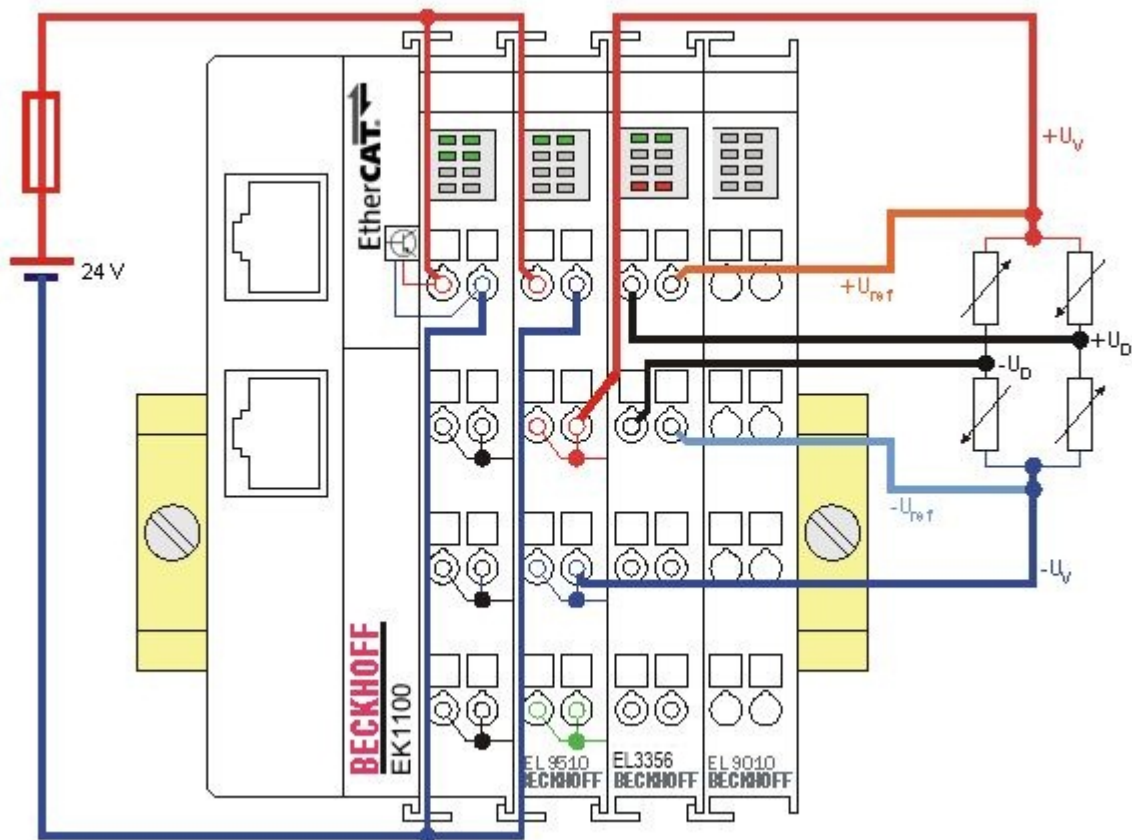 24 V
EtherCAT.
BECKHOFF
EK1100
EL9510
BECKHOFF
EL3356
BECKHOFF
EL9010
BECKHOFF
+Uv
+Uref
+UD
-UD
-Uref
-Uv